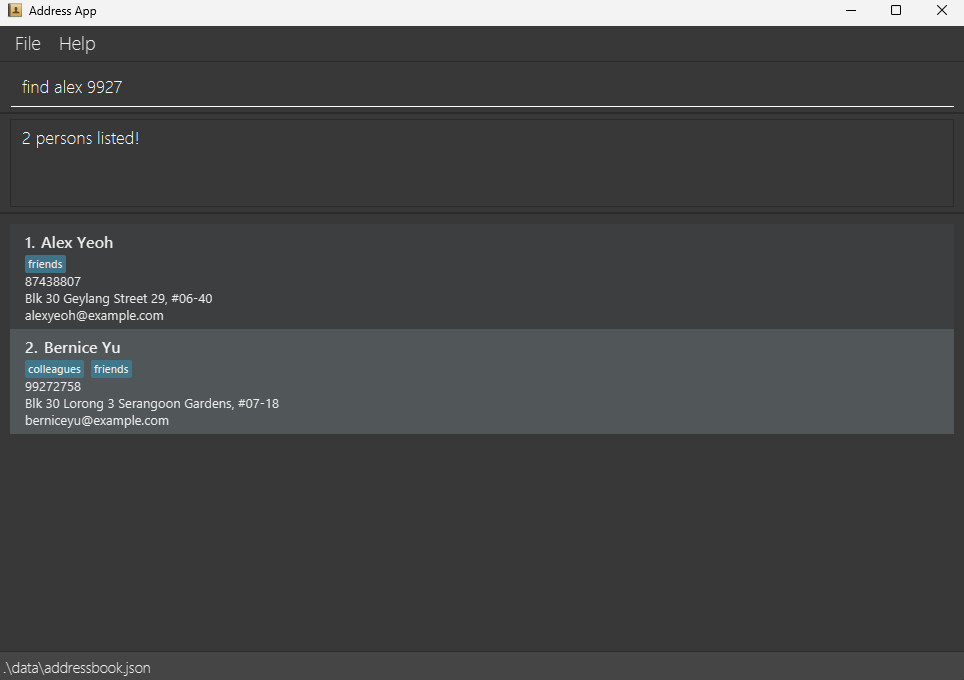 Address App
File Help
find alex 9927
2 persons listed!
1. Alex Yeoh
friends
87438807
Blk 30 Geylang Street 29, #06-40
alexyeoh@example.com
2. Bernice Yu
colleagues friends
99272758
Blk 30 Lorong 3 Serangoon Gardens, #07-18
berniceyu@example.com
.\data\addressbook.json